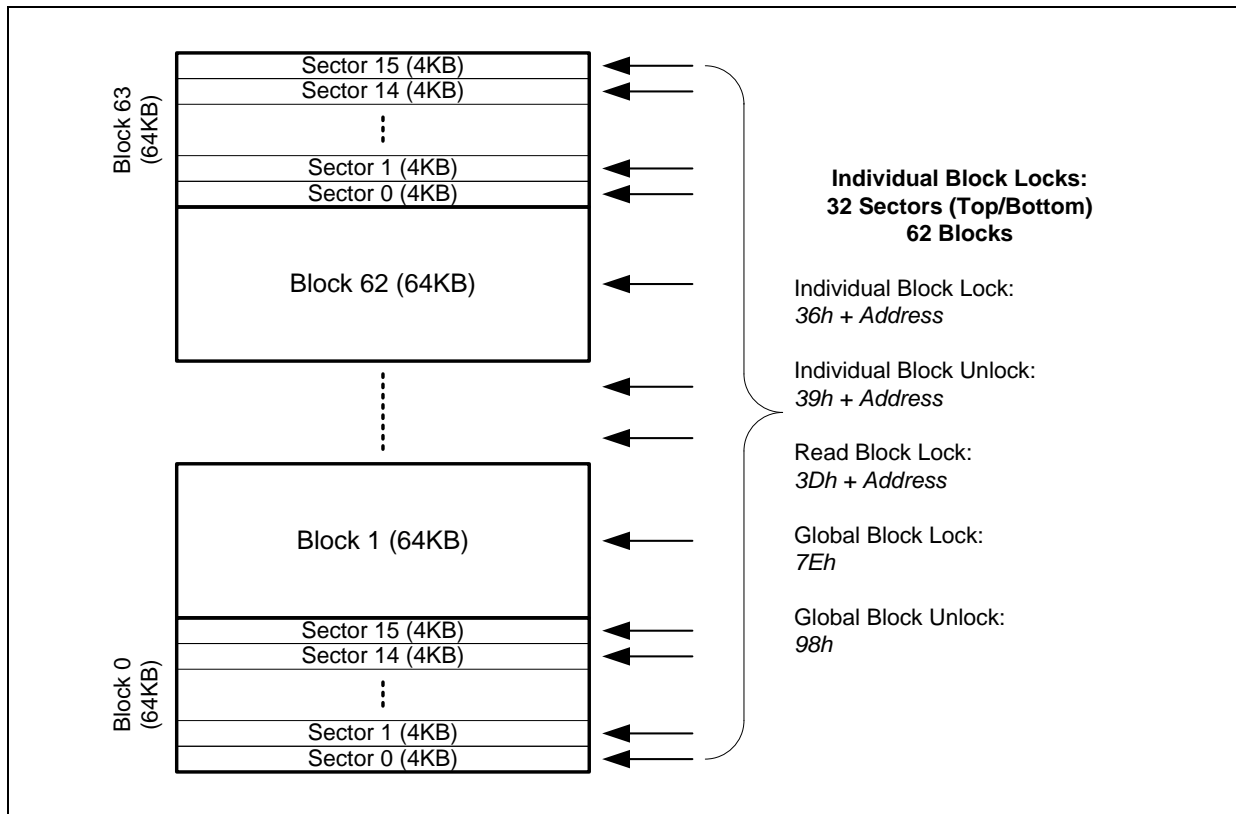 Block 63
(64KB)
Sector 15 (4KB)
Sector 14 (4KB)
Sector 1 (4KB)
Sector 0 (4KB)
Block 62 (64KB)
Block 1 (64KB)
Block 0
(64KB)
Sector 15 (4KB)
Sector 14 (4KB)
Sector 1 (4KB)
Sector 0 (4KB)
Individual Block Locks:
32 Sectors (Top/Bottom)
62 Blocks
Individual Block Lock:
36h + Address
Individual Block Unlock:
39h + Address
Read Block Lock:
3Dh + Address
Global Block Lock:
7Eh
Global Block Unlock:
98h